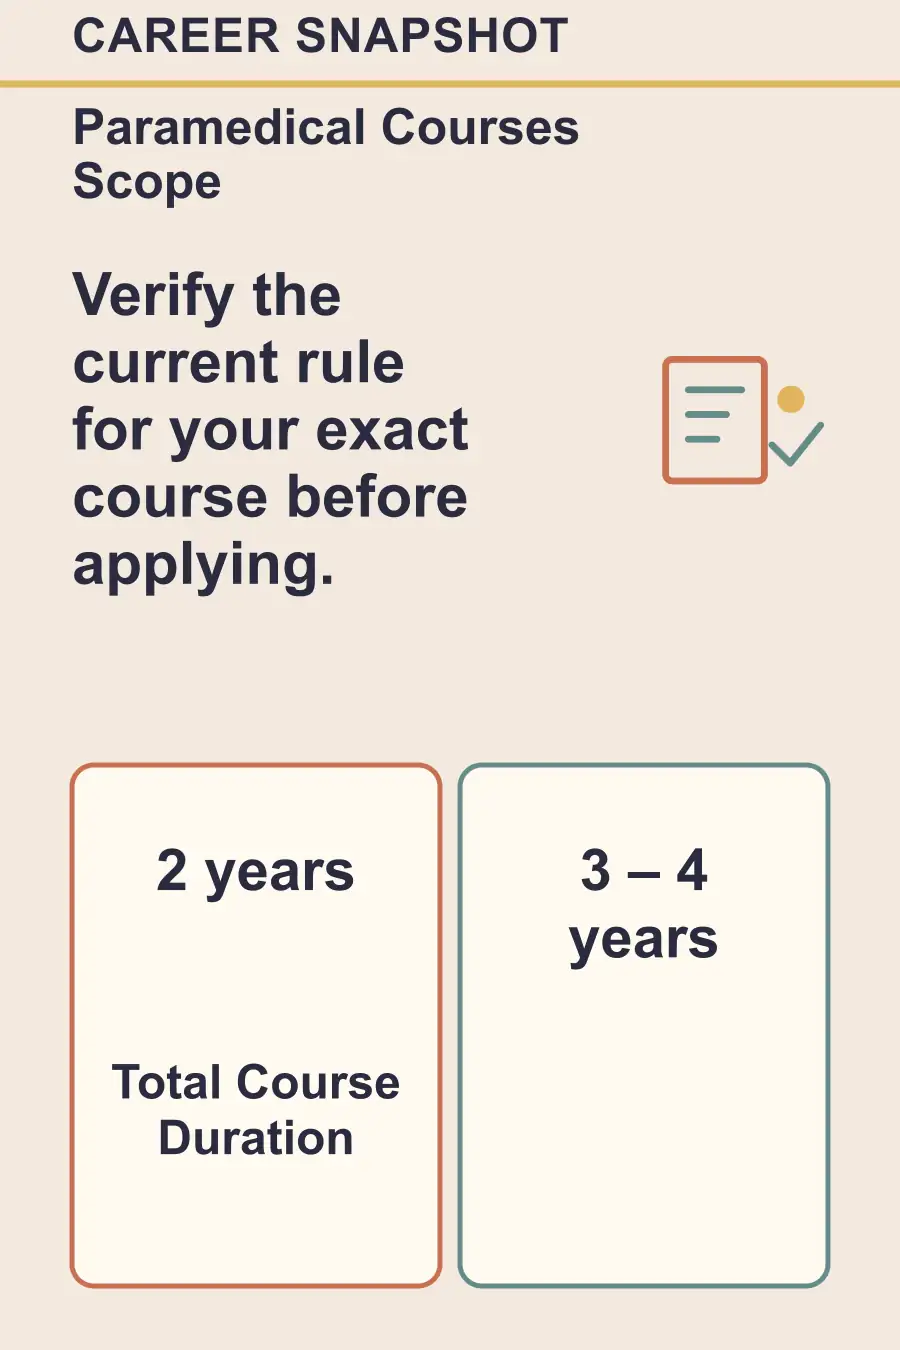 CAREER SNAPSHOT
Paramedical Courses
Scope
Verify the
current rule
for your exact
course before
applying.
2 years
Total Course
Duration
3 – 4
years